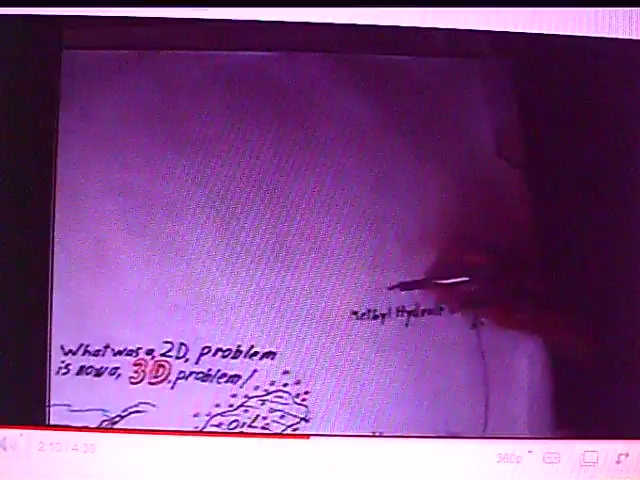 Methyl Hydrate
What was a 2D, problem
is now a, 3D, problem!
OIL
2:10 / 4:30
360p